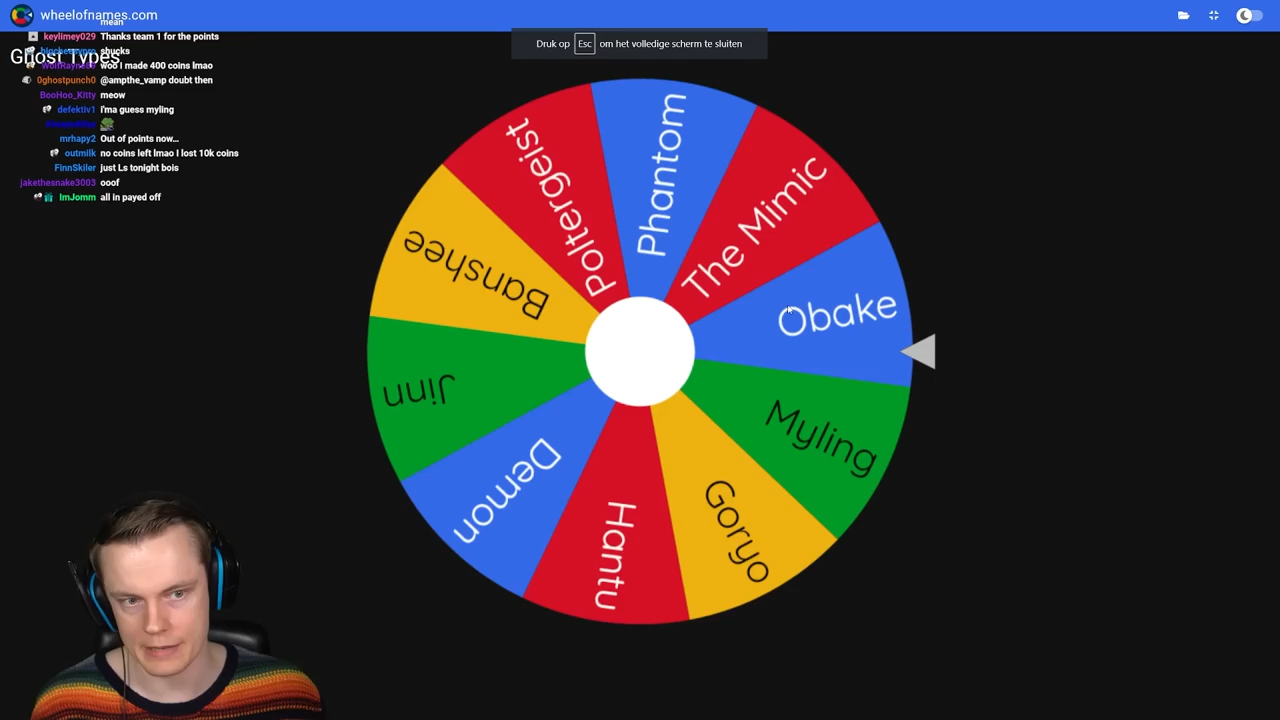 wheelofnames.com
Druk op Esc om het volledige scherm te sluiten
Ghost Types
mean
keylimey029 Thanks team 1 for the points
shucks
woo I made 400 coins lmao
0ghostpunch0 @ampthe_vamp doubt then
BooHoo_Kitty meow
defektiv1 i'ma guess myling
mrhapy2 Out of points now...
outmilk no coins left lmao I lost 10k coins
FinnSkiler just Ls tonight bois
jakethesnake3003 ooof
ImJomm all in payed off
Phantom
The Mimic
Obake
Myling
Goryo
Hantu
Demon
Jinn
Banshee
Poltergeist